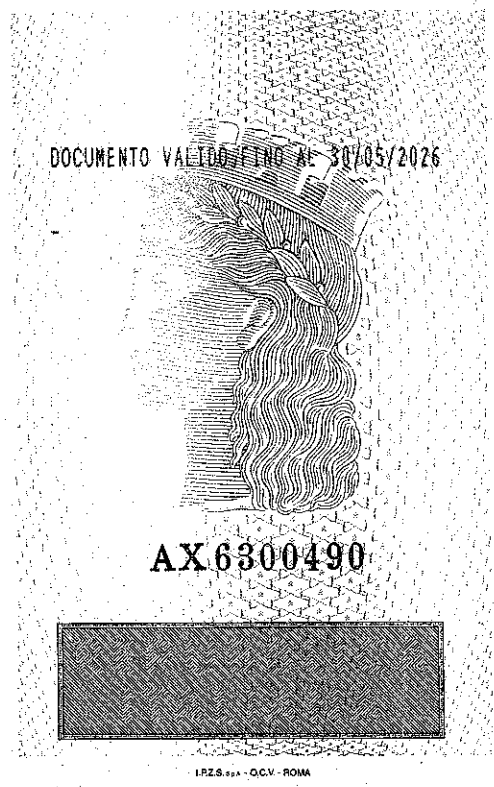 DOCUMENTO VALIDO FINO AL 30/05/2026
AX6300490
I.P.Z.S. S.p.A. - O.C.V. - ROMA